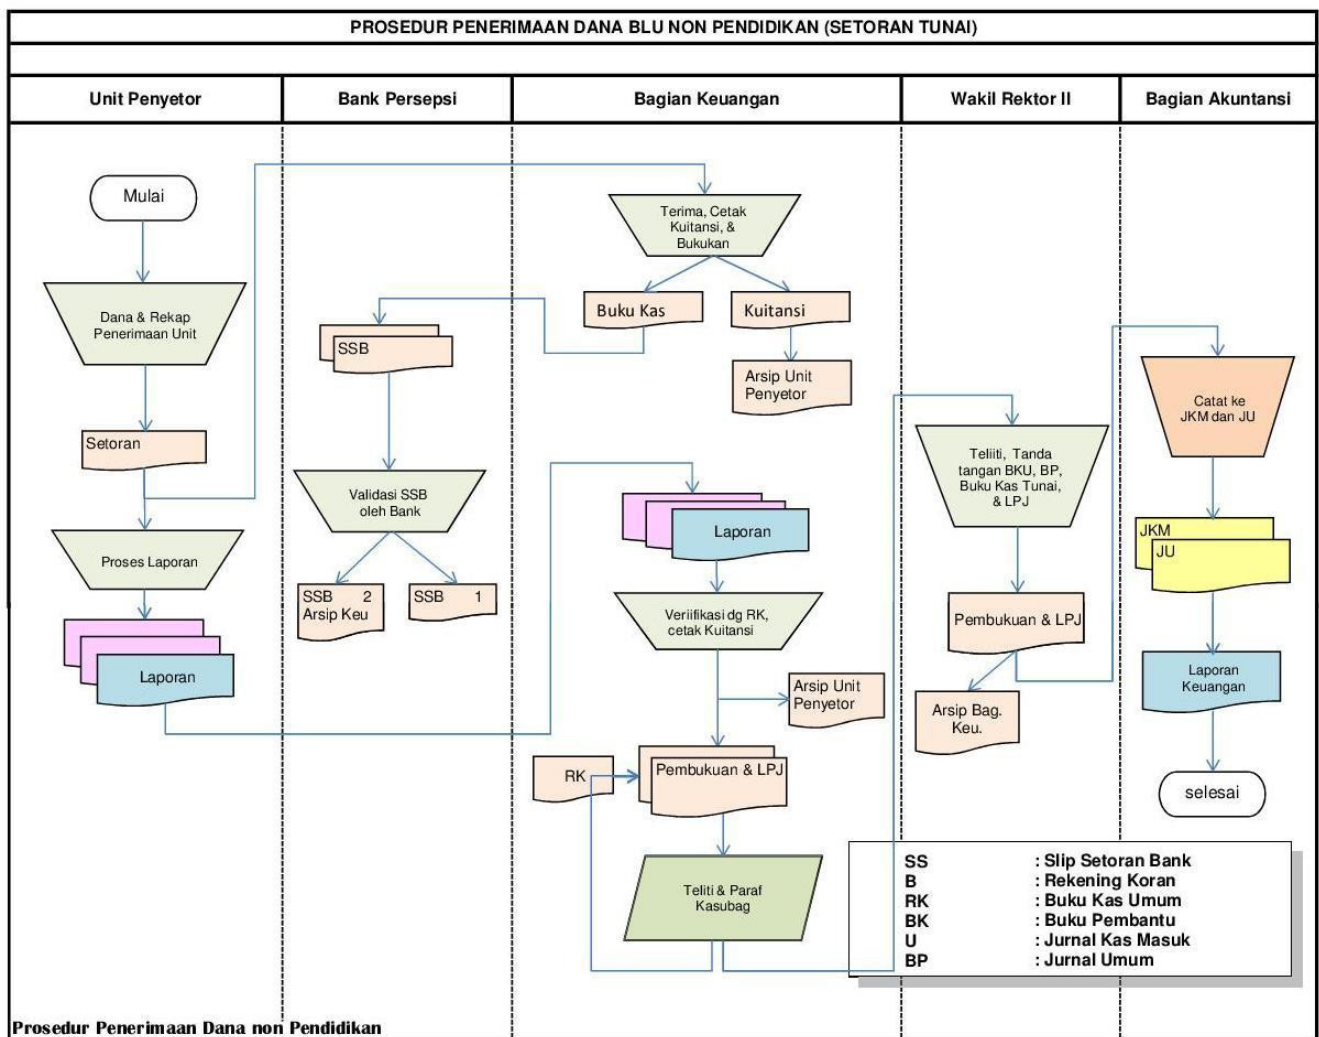 PROSEDUR PENERIMAAN DANA BLU NON PENDIDIKAN (SETORAN TUNAI)
Unit Penyetor
Bank Persepsi
Bagian Keuangan
Wakil Rektor II
Bagian Akuntansi
Mulai
Dana & Rekap
Penerimaan Unit
Setoran
Proses Laporan
Laporan
SSB
Validasi SSB
oleh Bank
SSB 2
Arsip Keu
SSB 1
Terima, Cetak
Kuitansi, &
Bukukan
Buku Kas
Kuitansi
Arsip Unit
Penyetor
Laporan
Veriifikasi dg RK,
cetak Kuitansi
Arsip Unit
Penyetor
RK
Pembukuan & LPJ
Teliti & Paraf
Kasubag
Teliiti, Tanda
tangan BKU, BP,
Buku Kas Tunai,
& LPJ
Pembukuan & LPJ
Arsip Bag.
Keu.
Catat ke
JKM dan JU
JKM
JU
Laporan
Keuangan
selesai
SS : Slip Setoran Bank
B : Rekening Koran
RK : Buku Kas Umum
BK : Buku Pembantu
U : Jurnal Kas Masuk
BP : Jurnal Umum
Prosedur Penerimaan Dana non Pendidikan